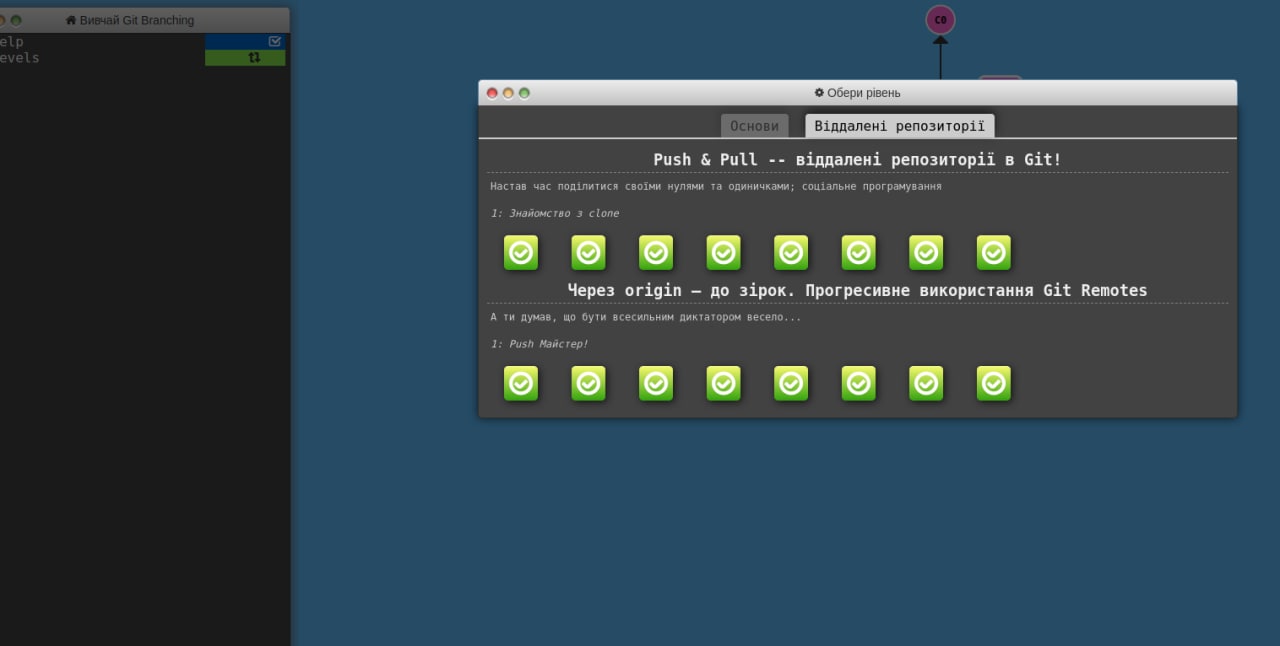 Вивчай Git Branching
elp
evels
C0
Обери рівень
Основи
Віддалені репозиторії
Push & Pull -- віддалені репозиторії в Git!
Настав час поділитися своїми нулями та одиничками; соціальне програмування
1: Знайомство з clone
Через origin – до зірок. Прогресивне використання Git Remotes
А ти думав, що бути всесильним диктатором весело...
1: Push Майстер!